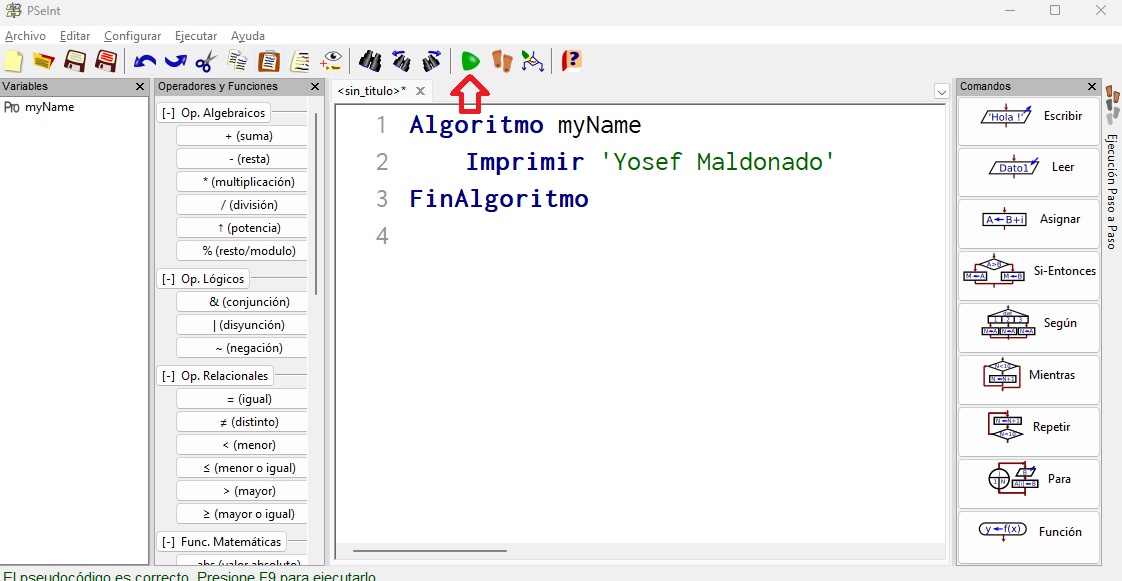 PSeInt
Archivo Editar Configurar Ejecutar Ayuda
Variables
Pro myName
Operadores y Funciones
[-] Op. Algebraicos
+ (suma)
- (resta)
* (multiplicación)
/ (división)
↑ (potencia)
% (resto/modulo)
[-] Op. Lógicos
& (conjunción)
| (disyunción)
~ (negación)
[-] Op. Relacionales
= (igual)
≠ (distinto)
< (menor)
≤ (menor o igual)
> (mayor)
≥ (mayor o igual)
[-] Func. Matemáticas
abs (valor absoluto)
<sin_titulo>*
1 Algoritmo myName
2 Imprimir 'Yosef Maldonado'
3 FinAlgoritmo
4
Comandos
'Hola !' Escribir
Dato1 Leer
A←B+i Asignar
A>B M←A M←B Si-Entonces
Según
Mientras
Repetir
Para
y←f(x) Función
Ejecución Paso a Paso
El pseudocódigo es correcto. Presione F9 para ejecutarlo.